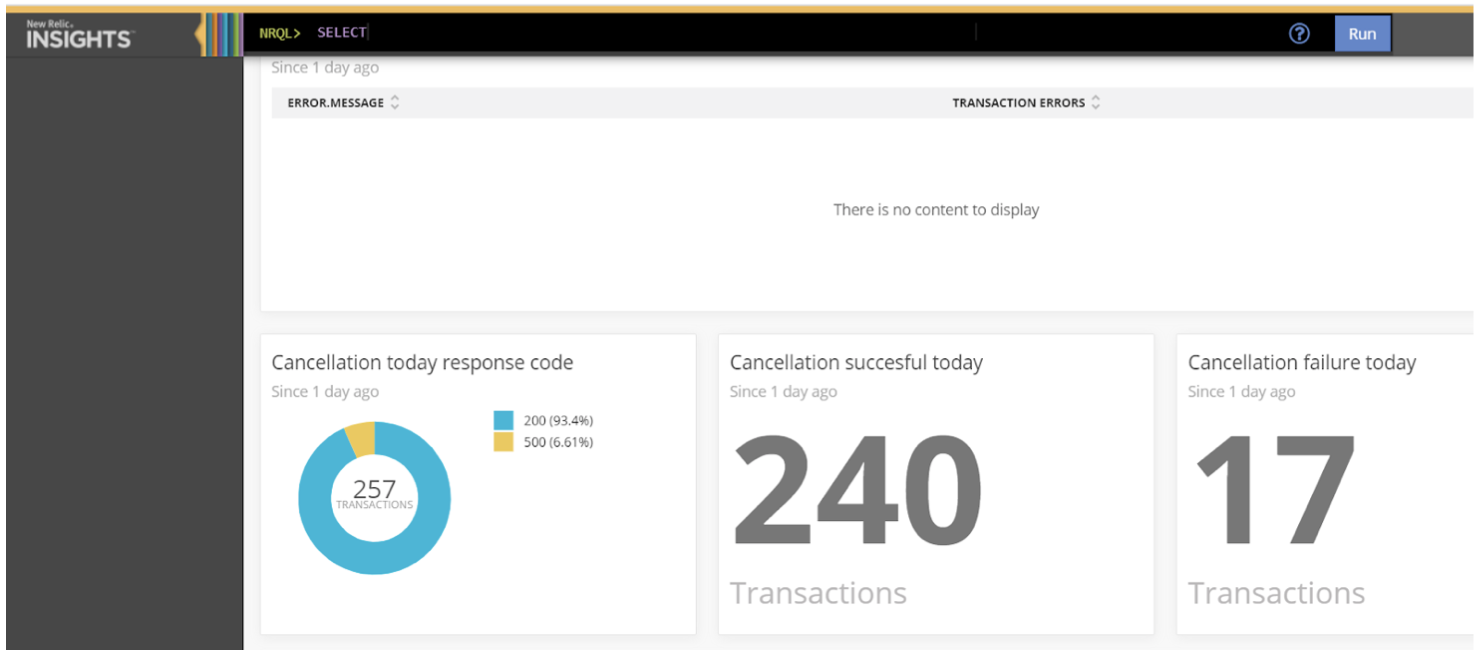 New Relic.
INSIGHTS
NRQL> SELECT
? Run
Since 1 day ago
ERROR.MESSAGE TRANSACTION ERRORS
There is no content to display
Cancellation today response code
Since 1 day ago
200 (93.4%)
500 (6.61%)
257
TRANSACTIONS
Cancellation succesful today
Since 1 day ago
240
Transactions
Cancellation failure today
Since 1 day ago
17
Transactions